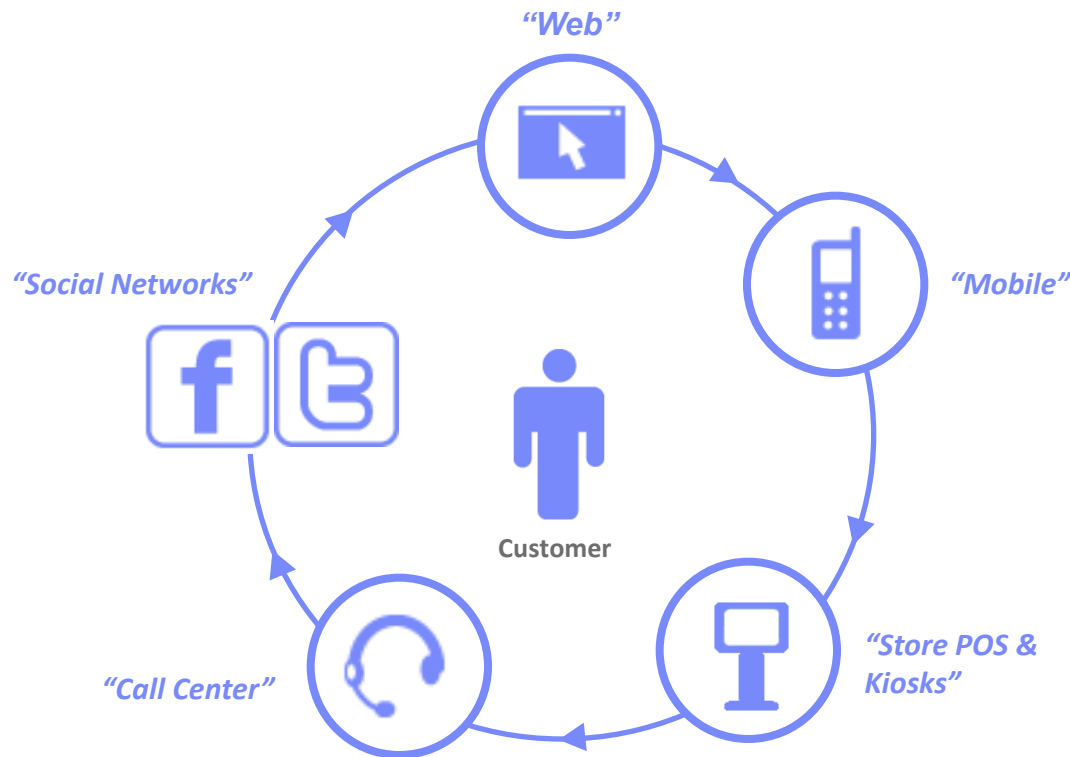 “Web”
“Social Networks”
“Mobile”
Customer
“Store POS &
Kiosks”
“Call Center”